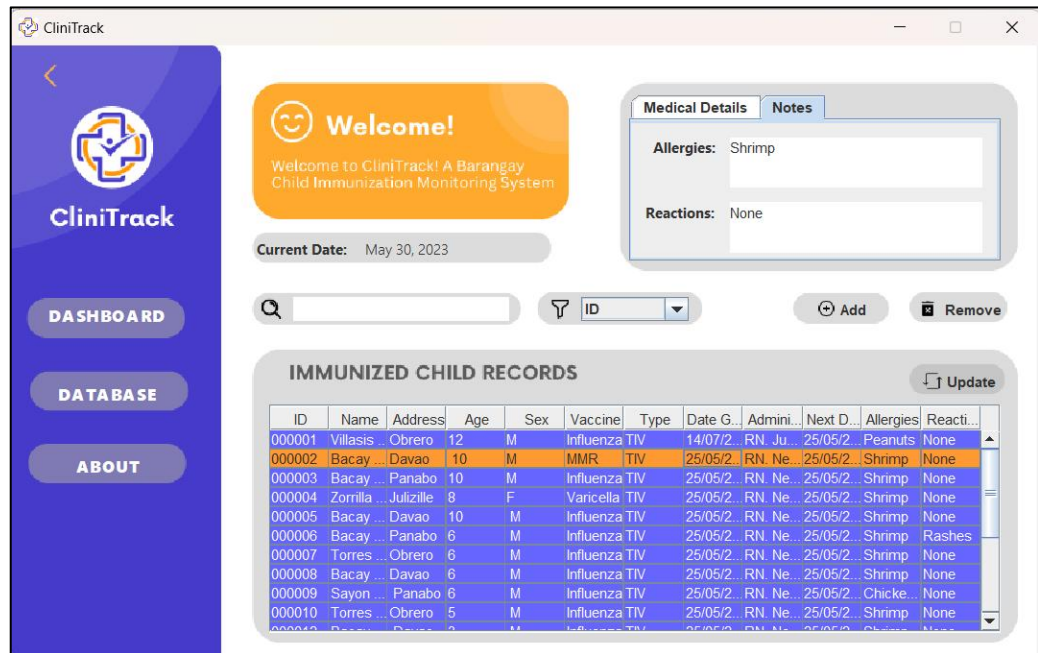 CliniTrack
CliniTrack
DASHBOARD
DATABASE
ABOUT
Welcome!
Welcome to CliniTrack! A Barangay
Child Immunization Monitoring System
Current Date: May 30, 2023
Medical Details Notes
Allergies: Shrimp
Reactions: None
ID
Add
Remove
IMMUNIZED CHILD RECORDS
Update
ID Name Address Age Sex Vaccine Type Date G... Admini... Next D... Allergies Reacti...
000001 Villasis ... Obrero 12 M Influenza TIV 14/07/2... RN. Ju... 25/05/2... Peanuts None
000002 Bacay ... Davao 10 M MMR TIV 25/05/2... RN. Ne... 25/05/2... Shrimp None
000003 Bacay ... Panabo 10 M Influenza TIV 25/05/2... RN. Ne... 25/05/2... Shrimp None
000004 Zorrilla ... Julizille 8 F Varicella TIV 25/05/2... RN. Ne... 25/05/2... Shrimp None
000005 Bacay ... Davao 10 M Influenza TIV 25/05/2... RN. Ne... 25/05/2... Shrimp None
000006 Bacay ... Panabo 6 M Influenza TIV 25/05/2... RN. Ne... 25/05/2... Shrimp Rashes
000007 Torres ... Obrero 6 M Influenza TIV 25/05/2... RN. Ne... 25/05/2... Shrimp None
000008 Bacay ... Davao 6 M Influenza TIV 25/05/2... RN. Ne... 25/05/2... Shrimp None
000009 Sayon ... Panabo 6 M Influenza TIV 25/05/2... RN. Ne... 25/05/2... Chicke... None
000010 Torres ... Obrero 5 M Influenza TIV 25/05/2... RN. Ne... 25/05/2... Shrimp None